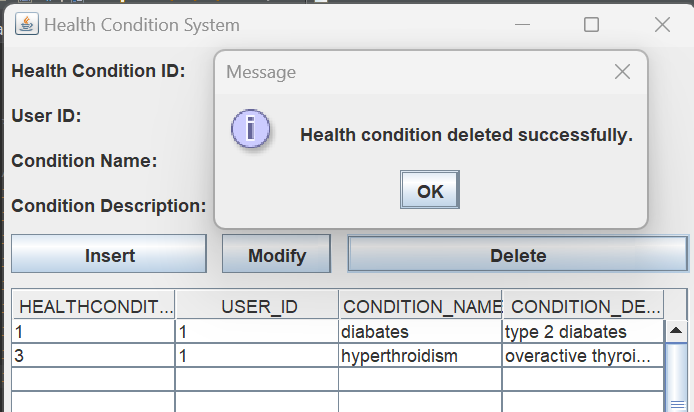 Health Condition System
Health Condition ID:
Message
User ID:
Health condition deleted successfully.
Condition Name:
OK
Condition Description:
Insert Modify Delete
HEALTHCONDIT... USER_ID CONDITION_NAME CONDITION_DE...
1 1 diabates type 2 diabates
3 1 hyperthroidism overactive thyroi...